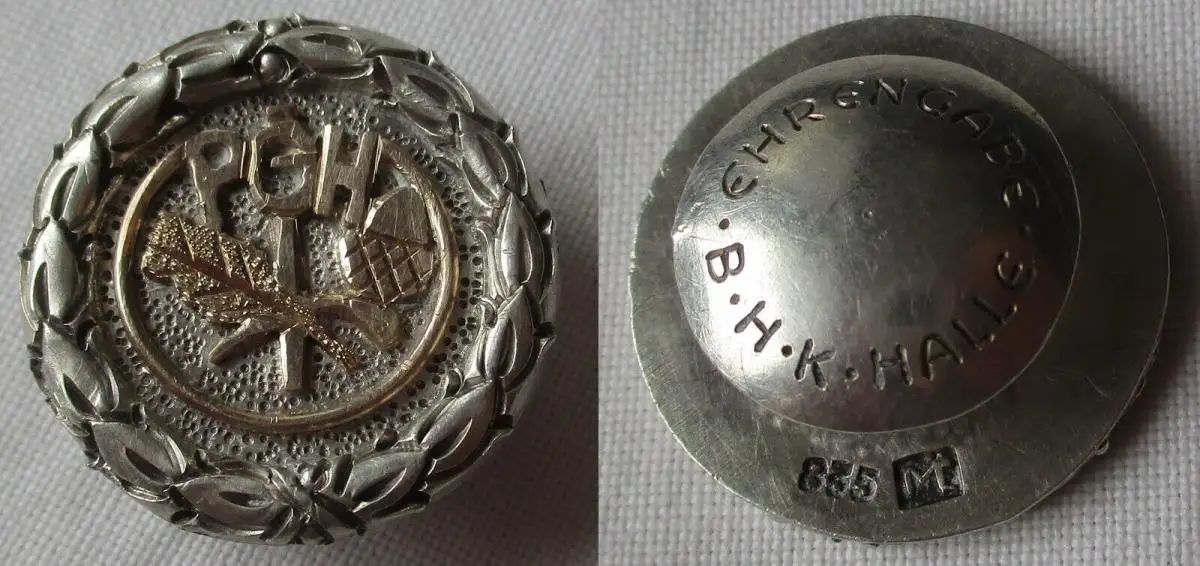 PGH
· EHRENGABE ·
B·H·K·HALLE
835 M